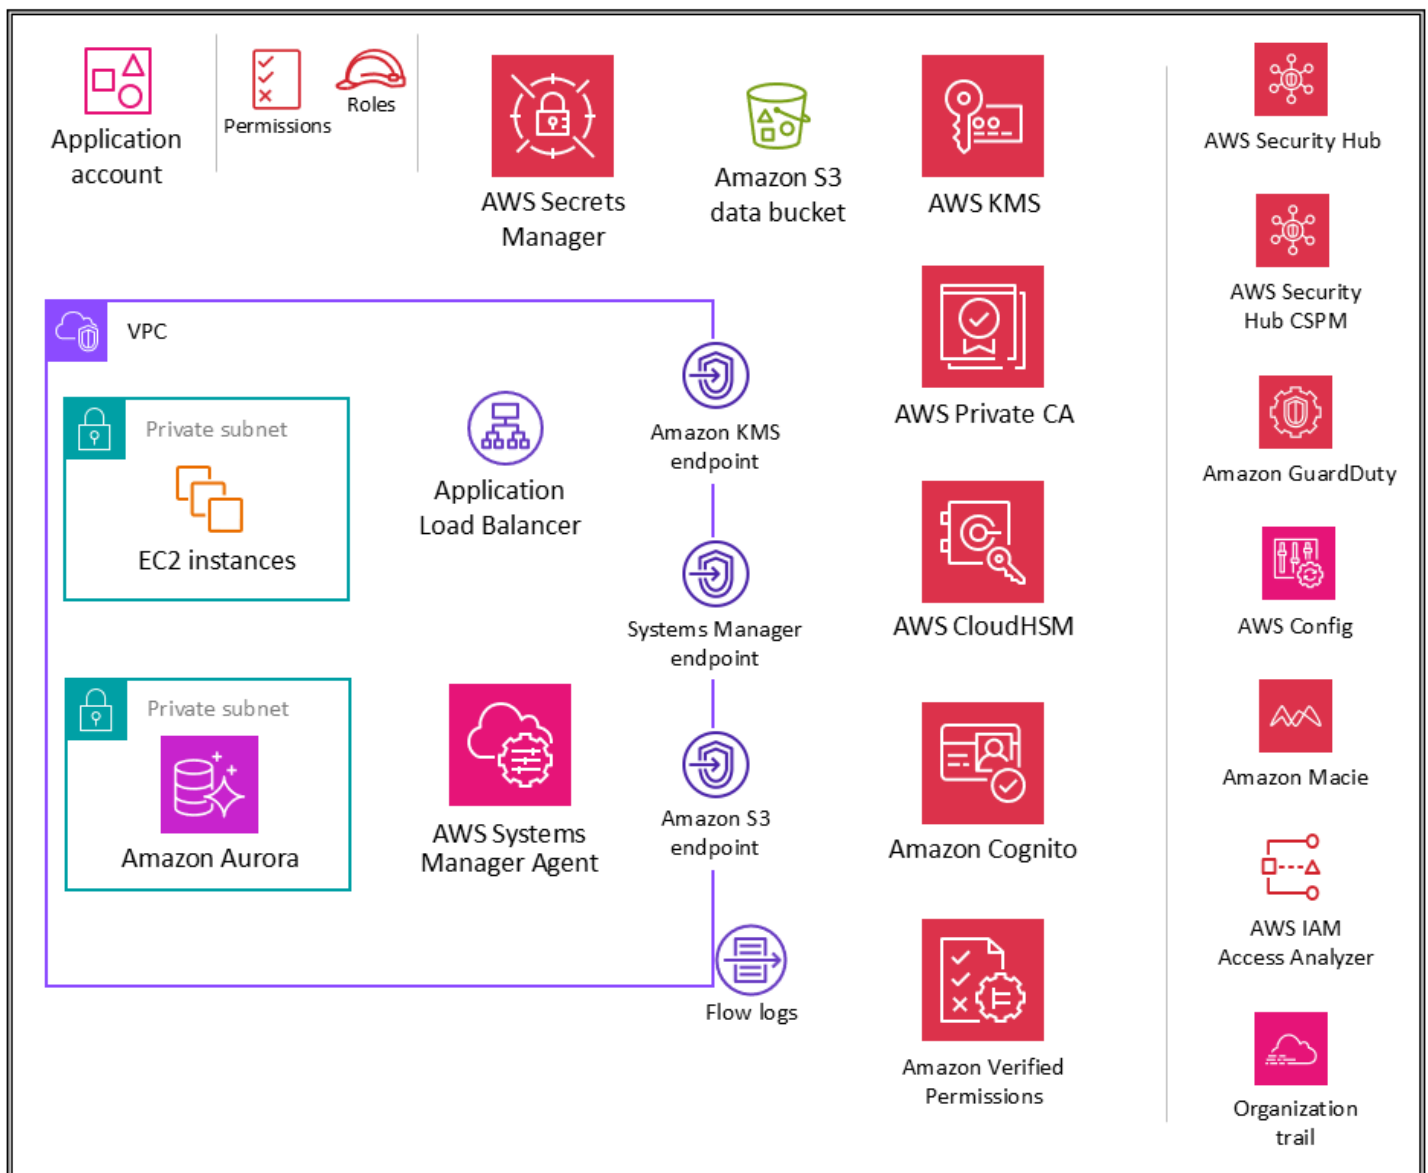 Application
account
Permissions
Roles
AWS Secrets
Manager
Amazon S3
data bucket
AWS KMS
AWS Security Hub
AWS Security
Hub CSPM
VPC
Private subnet
EC2 instances
Application
Load Balancer
Amazon KMS
endpoint
AWS Private CA
Amazon GuardDuty
Systems Manager
endpoint
AWS CloudHSM
AWS Config
Private subnet
Amazon Aurora
AWS Systems
Manager Agent
Amazon S3
endpoint
Amazon Cognito
Amazon Macie
AWS IAM
Access Analyzer
Flow logs
Amazon Verified
Permissions
Organization
trail